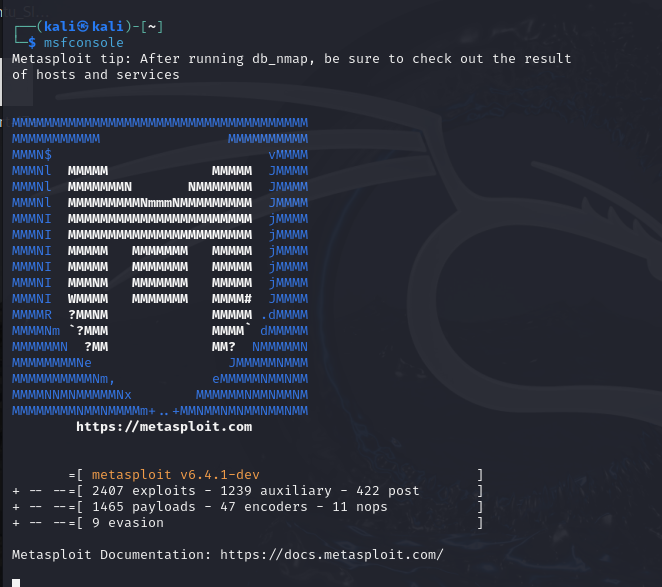 ┌──(kali㉿kali)-[~]
└─$ msfconsole
Metasploit tip: After running db_nmap, be sure to check out the result
of hosts and services
MMMMMMMMMMMMMMMMMMMMMMMMMMMMMMMMMMMMM
MMMMMMMMMMM                MMMMMMMMMM
MMMN$                           vMMMM
MMMNl  MMMMM             MMMMM  JMMMM
MMMNl  MMMMMMMN       NMMMMMMM  JMMMM
MMMNl  MMMMMMMMMNmmmNMMMMMMMMM  JMMMM
MMMNI  MMMMMMMMMMMMMMMMMMMMMMM  jMMMM
MMMNI  MMMMMMMMMMMMMMMMMMMMMMM  jMMMM
MMMNI  MMMMM   MMMMMMM   MMMMM  jMMMM
MMMNI  MMMMM   MMMMMMM   MMMMM  jMMMM
MMMNI  MMMNM   MMMMMMM   MMMMM  jMMMM
MMMNI  WMMMM   MMMMMMM   MMMM#  JMMMM
MMMMR  ?MMNM             MMMMM .dMMMM
MMMMNm `?MMM             MMMM` dMMMMM
MMMMMMN  ?MM             MM?  NMMMMMN
MMMMMMMMNe                 JMMMMMNMMM
MMMMMMMMMMNm,            eMMMMMNMMNMM
MMMMNNMNMMMMMNx        MMMMMMNMMNMMNM
MMMMMMMMNMMNMMMMm+..+MMNMMNMNMMNMMNMM
https://metasploit.com
=[ metasploit v6.4.1-dev ]
+ -- --=[ 2407 exploits - 1239 auxiliary - 422 post ]
+ -- --=[ 1465 payloads - 47 encoders - 11 nops ]
+ -- --=[ 9 evasion ]
Metasploit Documentation: https://docs.metasploit.com/